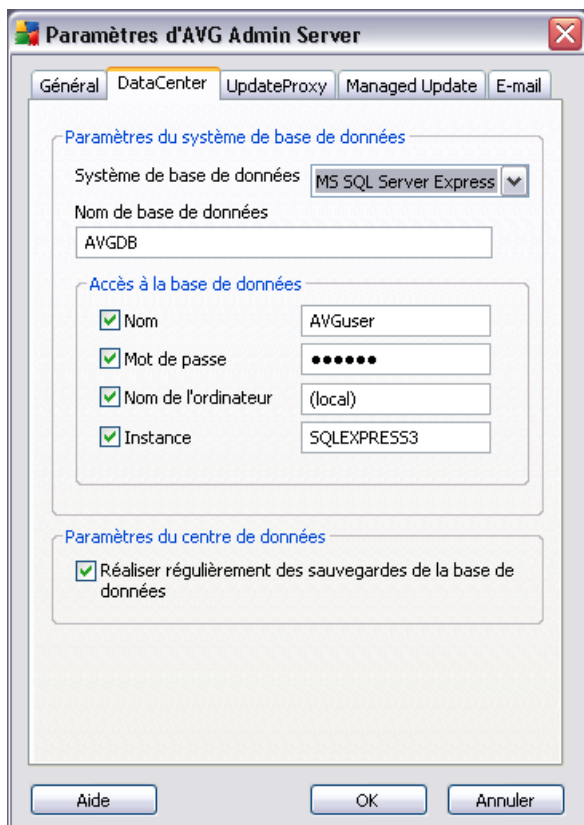 Paramètres d'AVG Admin Server
Général
DataCenter
UpdateProxy
Managed Update
E-mail
Paramètres du système de base de données
Système de base de données
MS SQL Server Express
Nom de base de données
AVGDB
Accès à la base de données
Nom
AVGuser
Mot de passe
●●●●●●
Nom de l'ordinateur
(local)
Instance
SQLEXPRESS3
Paramètres du centre de données
Réaliser régulièrement des sauvegardes de la base de
données
Aide
OK
Annuler